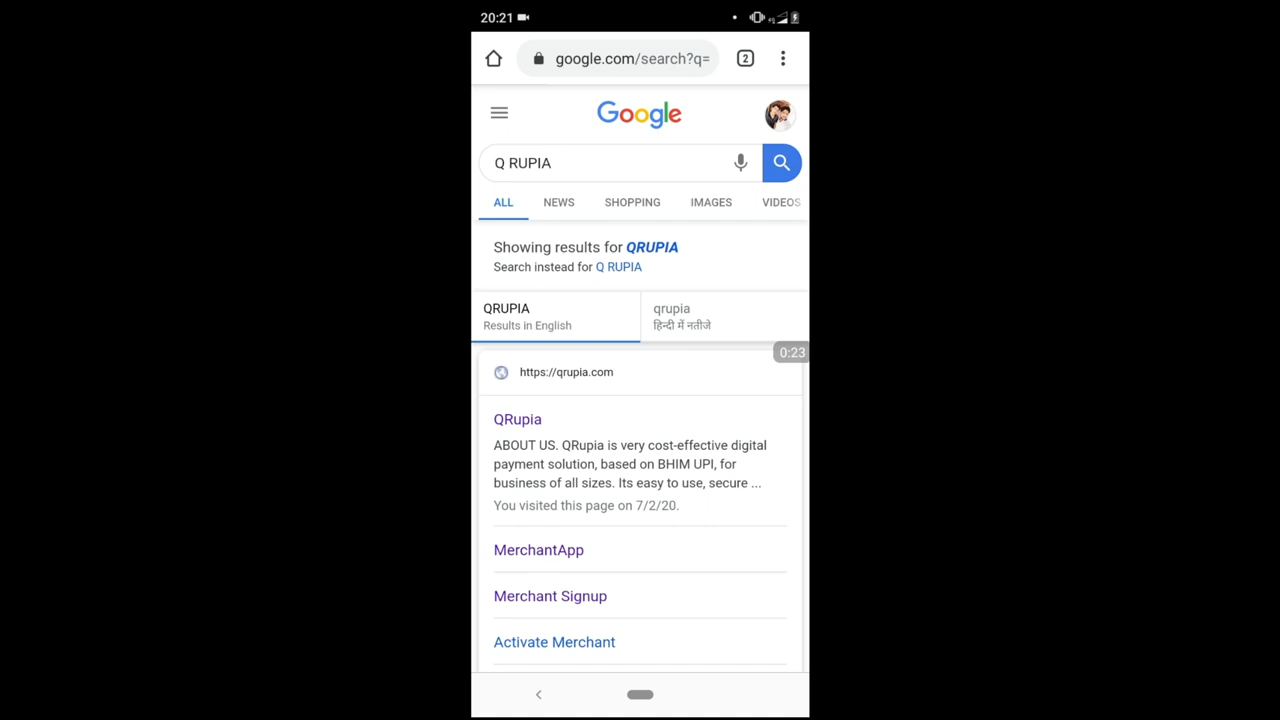 20:21
4G
google.com/search?q=
2
Google
Q RUPIA
ALL NEWS SHOPPING IMAGES VIDEOS
Showing results for QRUPIA
Search instead for Q RUPIA
QRUPIA
Results in English
qrupia
हिन्दी में नतीजे
0:23
https://qrupia.com
QRupia
ABOUT US. QRupia is very cost-effective digital
payment solution, based on BHIM UPI, for
business of all sizes. Its easy to use, secure ...
You visited this page on 7/2/20.
MerchantApp
Merchant Signup
Activate Merchant